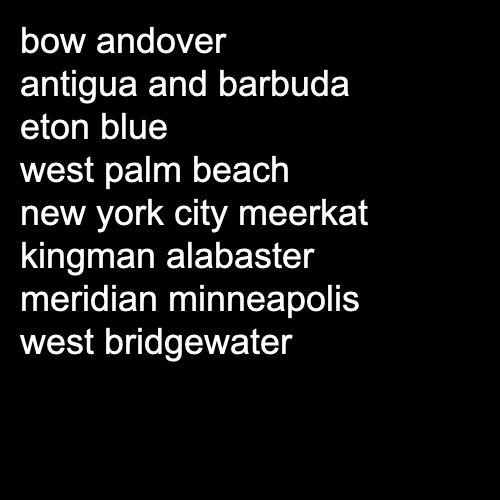 bow andover
antigua and barbuda
eton blue
west palm beach
new york city meerkat
kingman alabaster
meridian minneapolis
west bridgewater